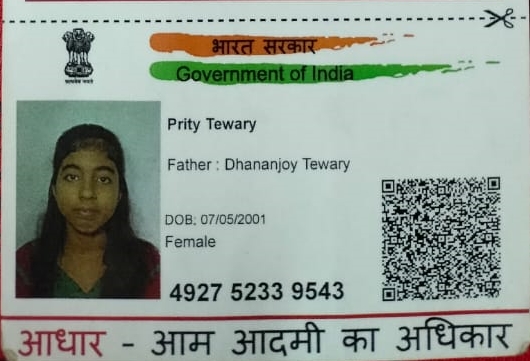 भारत सरकार
Government of India
सत्यमेव जयते
Prity Tewary
Father : Dhananjoy Tewary
DOB: 07/05/2001
Female
4927 5233 9543
आधार - आम आदमी का अधिकार